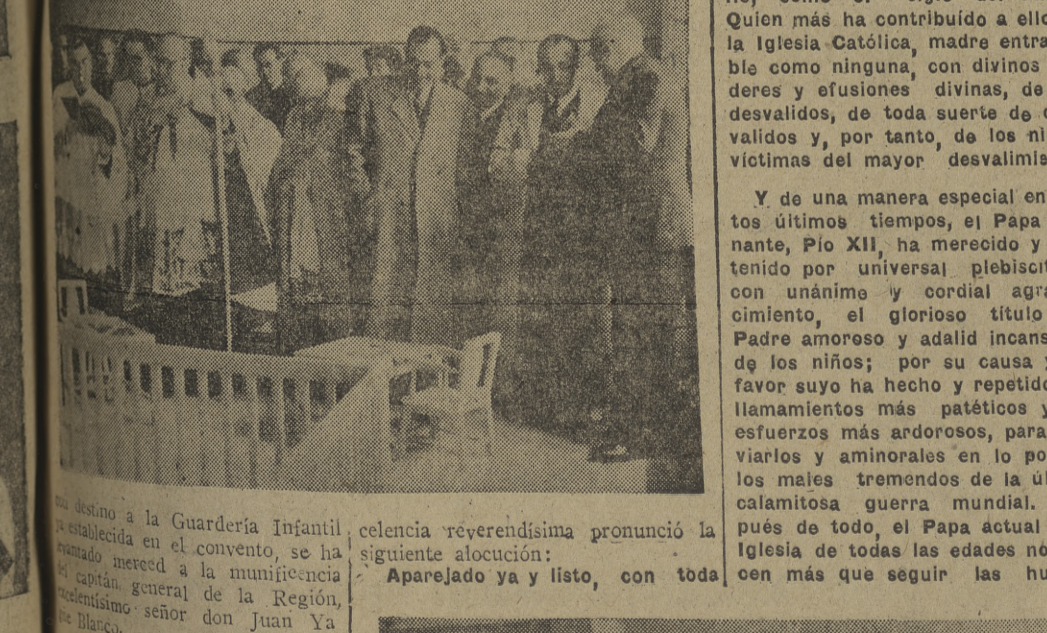 destino a la Guardería Infantil
establecida en el convento, se ha
merced a la munificencia
capitán general de la Región,
señor don Juan Ya
Blanco.
celencia reverendísima pronunció la
siguiente alocución:
Aparejado ya y listo, con toda
Quien más ha contribuído a ello
la Iglesia Católica, madre entra
ble como ninguna, con divinos
deres y efusiones divinas, de
desvalidos, de toda suerte de
validos y, por tanto, de los ni
víctimas del mayor desvalimie
Y de una manera especial en
tos últimos tiempos, el Papa
nante, Pío XII, ha merecido y
tenido por universal plebiscit
con unánime y cordial agra
cimiento, el glorioso título
Padre amoroso y adalid incans
de los niños; por su causa y
favor suyo ha hecho y repetido
llamamientos más patéticos y
esfuerzos más ardorosos, para
viarlos y aminorales en lo po
los males tremendos de la úl
calamitosa guerra mundial.
pués de todo, el Papa actual
Iglesia de todas las edades no
cen más que seguir las hu